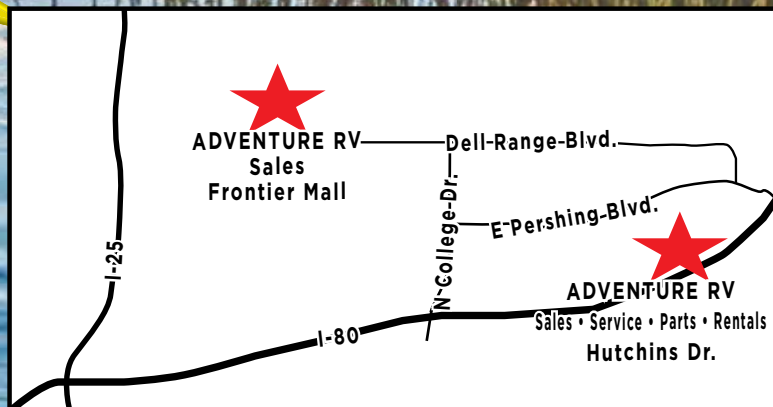 ADVENTURE RV
Sales
Frontier Mall
Dell-Range-Blvd.
N-College-Dr.
E-Pershing-Blvd.
I-25
I-80
ADVENTURE RV
Sales • Service • Parts • Rentals
Hutchins Dr.